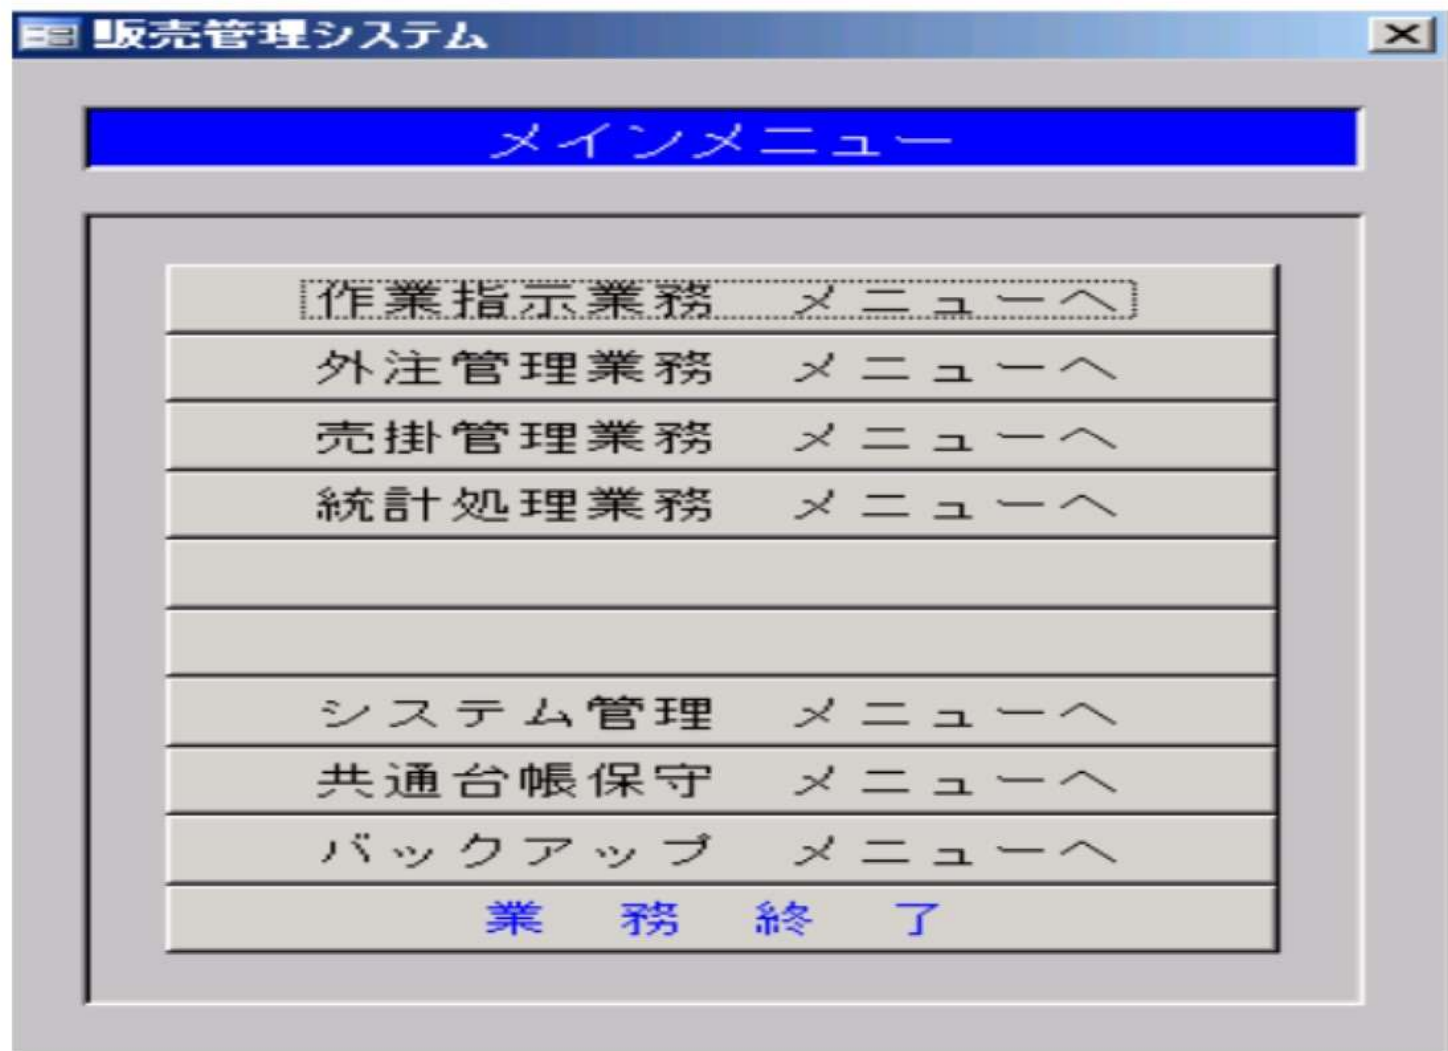 販売管理システム
メインメニュー
作業指示業務　メニューへ
外注管理業務　メニューへ
売掛管理業務　メニューへ
統計処理業務　メニューへ
システム管理　メニューへ
共通台帳保守　メニューへ
バックアップ　メニューへ
業　務　終　了